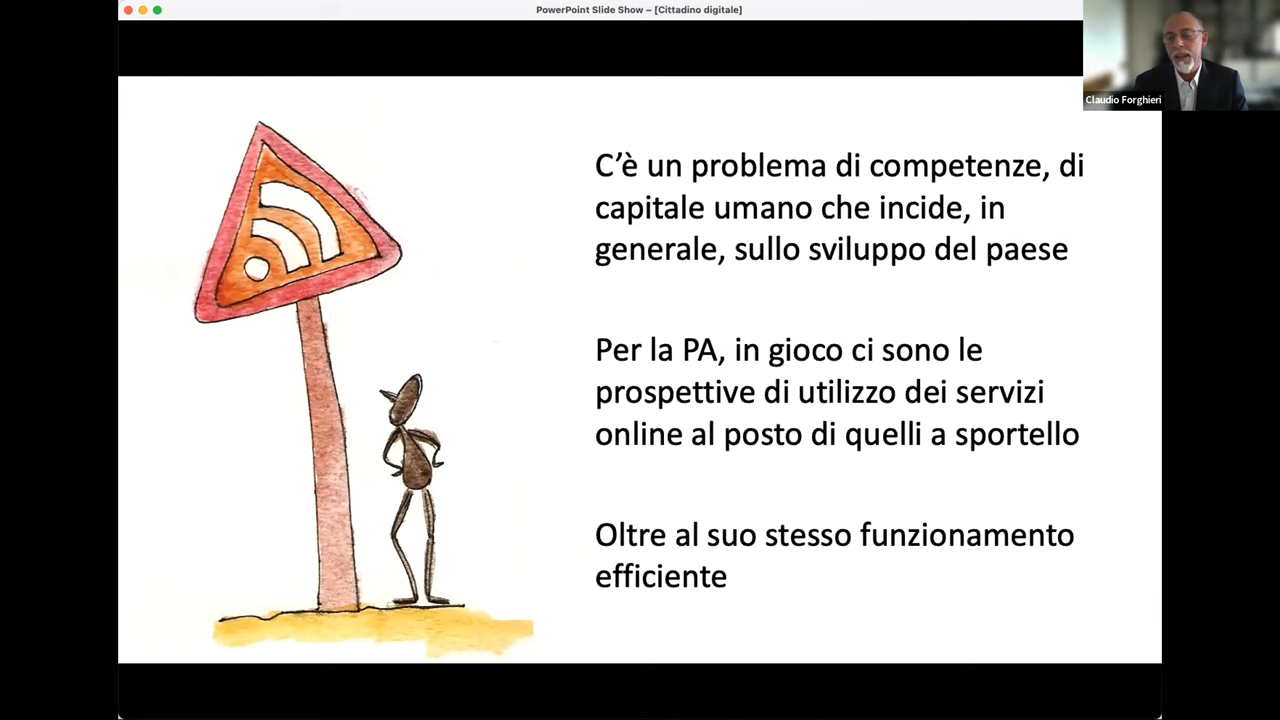 PowerPoint Slide Show – [Cittadino digitale]
Claudio Forghieri
C’è un problema di competenze, di
capitale umano che incide, in
generale, sullo sviluppo del paese
Per la PA, in gioco ci sono le
prospettive di utilizzo dei servizi
online al posto di quelli a sportello
Oltre al suo stesso funzionamento
efficiente